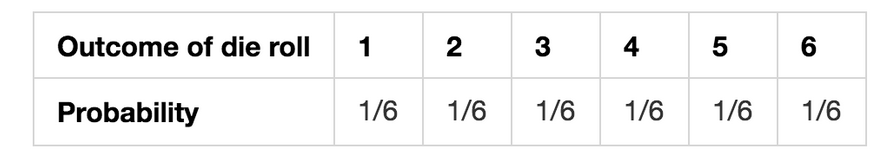 Outcome of die roll 1 2 3 4 5 6
Probability 1/6 1/6 1/6 1/6 1/6 1/6